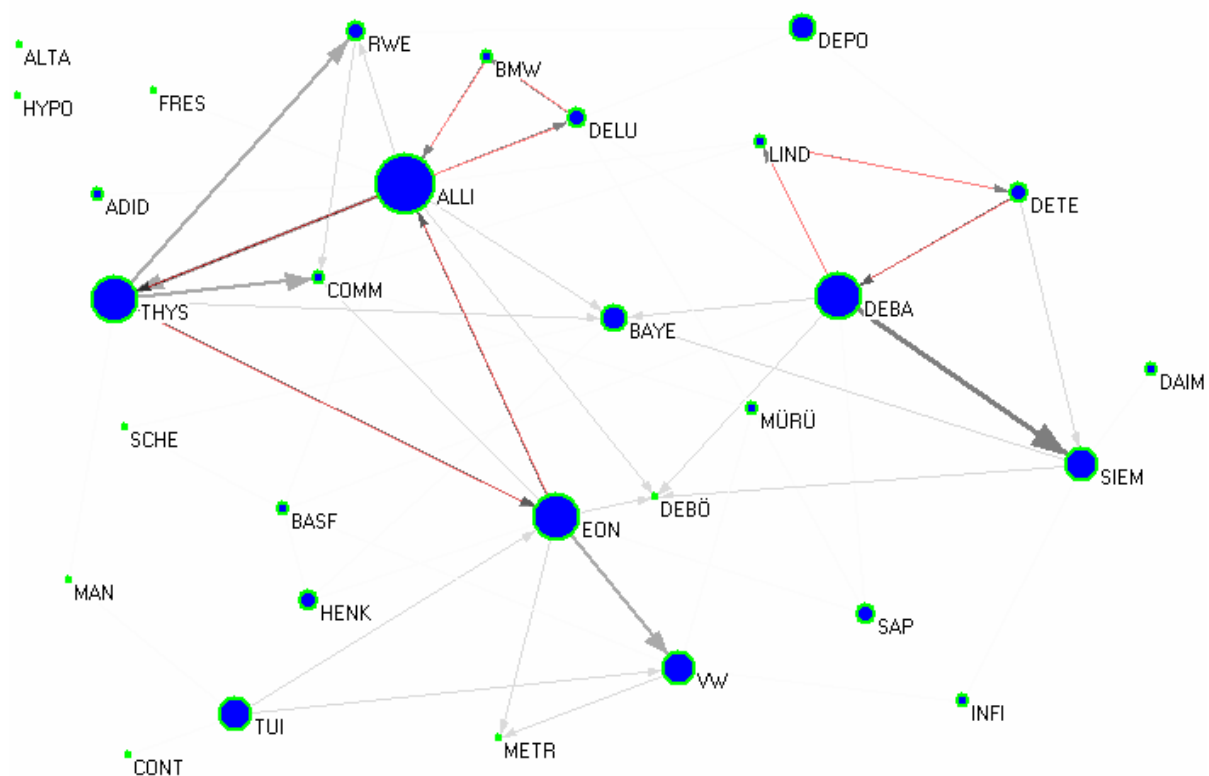 DEPO
RWE
ALTA
BMW
HYPO
FRES
DELU
LIND
ALLI
ADID
DETE
COMM
THYS
DEBA
BAYE
DAIM
MÜRÜ
SCHE
SIEM
DEBÖ
BASF
EON
MAN
HENK
SAP
VW
INFI
TUI
METR
CONT